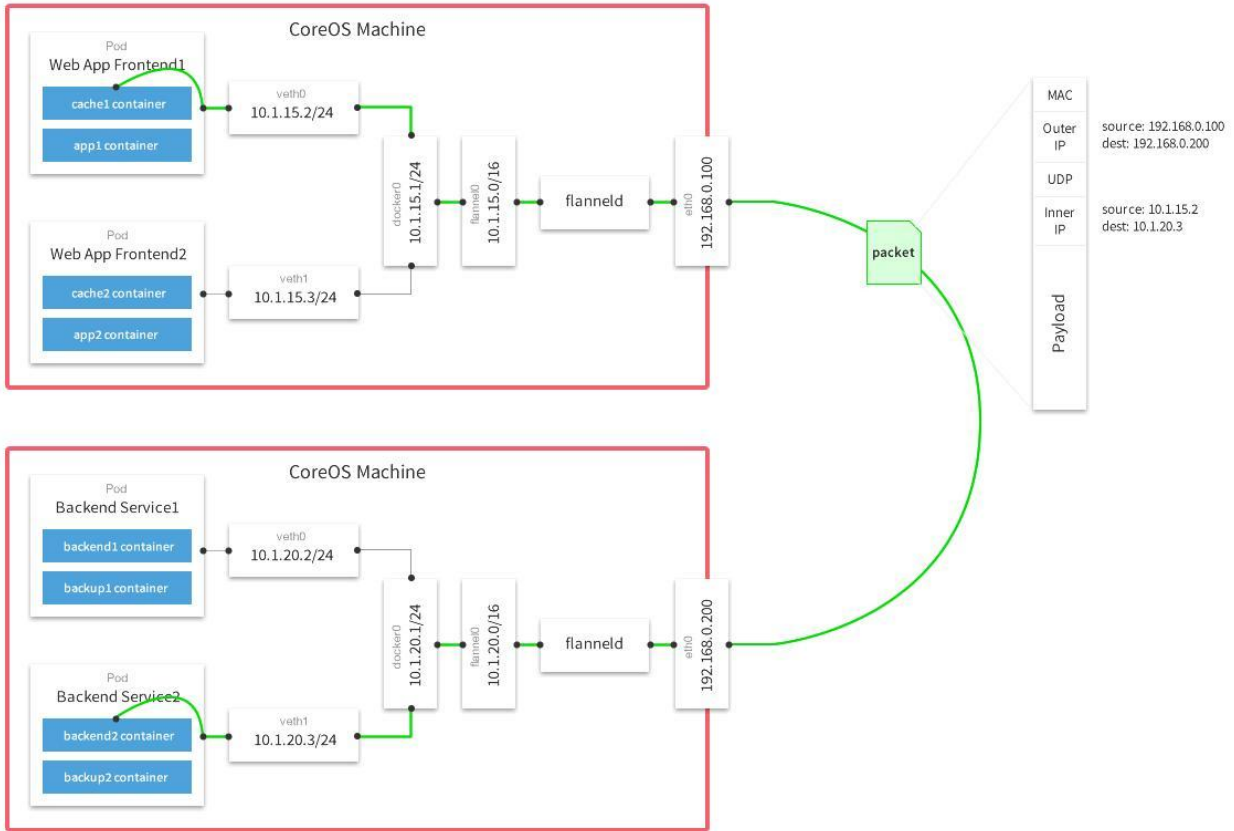 CoreOS Machine
Pod
Web App Frontend1
cache1 container
app1 container
veth0
10.1.15.2/24
Pod
Web App Frontend2
cache2 container
app2 container
veth1
10.1.15.3/24
docker0
10.1.15.1/24
flannel0
10.1.15.0/16
flanneld
eth0
192.168.0.100
packet
MAC
Outer
IP
source: 192.168.0.100
dest: 192.168.0.200
UDP
Inner
IP
source: 10.1.15.2
dest: 10.1.20.3
Payload
CoreOS Machine
Pod
Backend Service1
backend1 container
backup1 container
veth0
10.1.20.2/24
Pod
Backend Service2
backend2 container
backup2 container
veth1
10.1.20.3/24
docker0
10.1.20.1/24
flannel0
10.1.20.0/16
flanneld
eth0
192.168.0.200